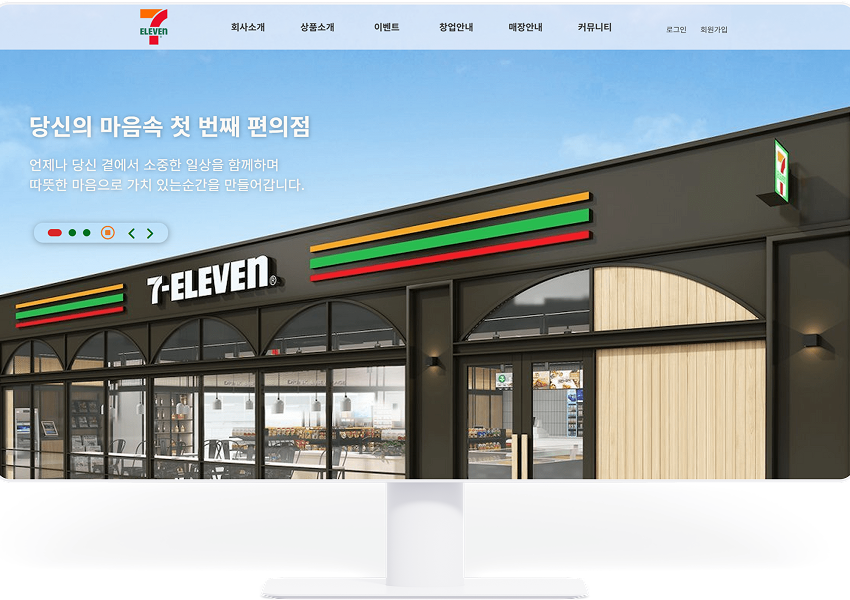 7
ELEVEN
회사소개 상품소개 이벤트 창업안내 매장안내 커뮤니티 로그인 회원가입
당신의 마음속 첫 번째 편의점
언제나 당신 곁에서 소중한 일상을 함께하며
따뜻한 마음으로 가치 있는순간을 만들어갑니다.
7
7-ELEVEN®